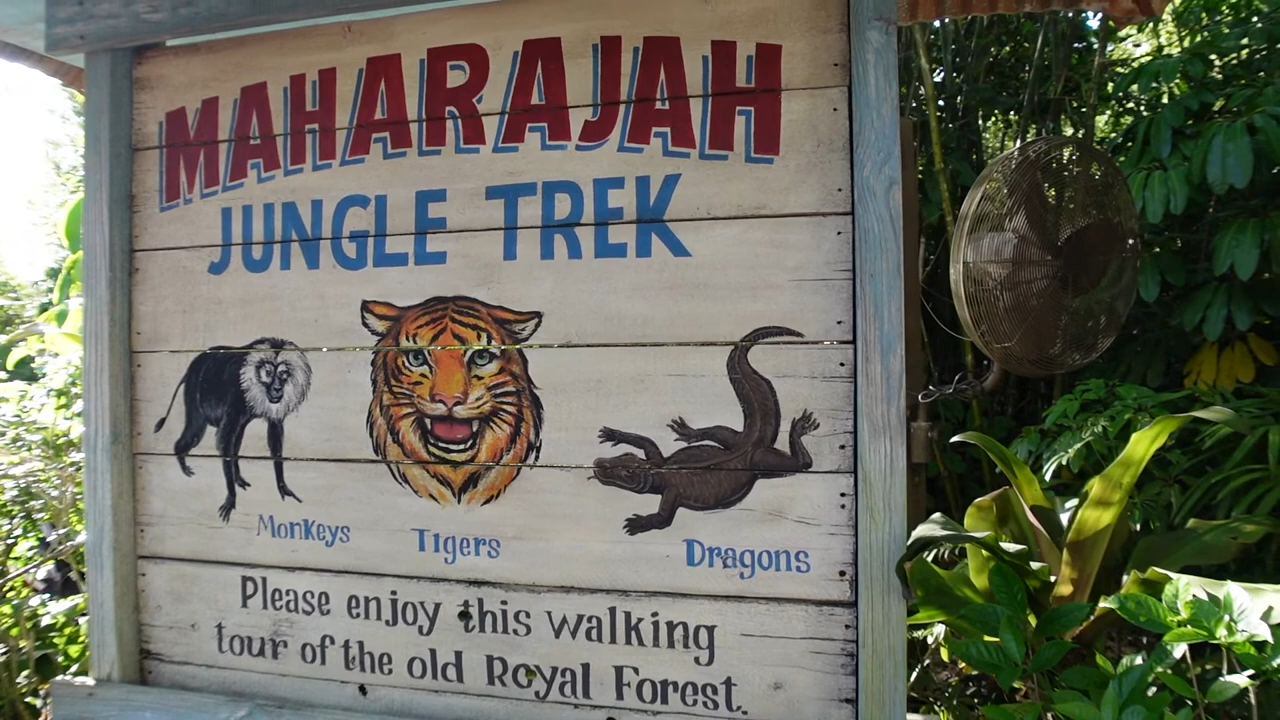 MAHARAJAH
JUNGLE TREK
Monkeys Tigers Dragons
Please enjoy this walking
tour of the old Royal Forest.